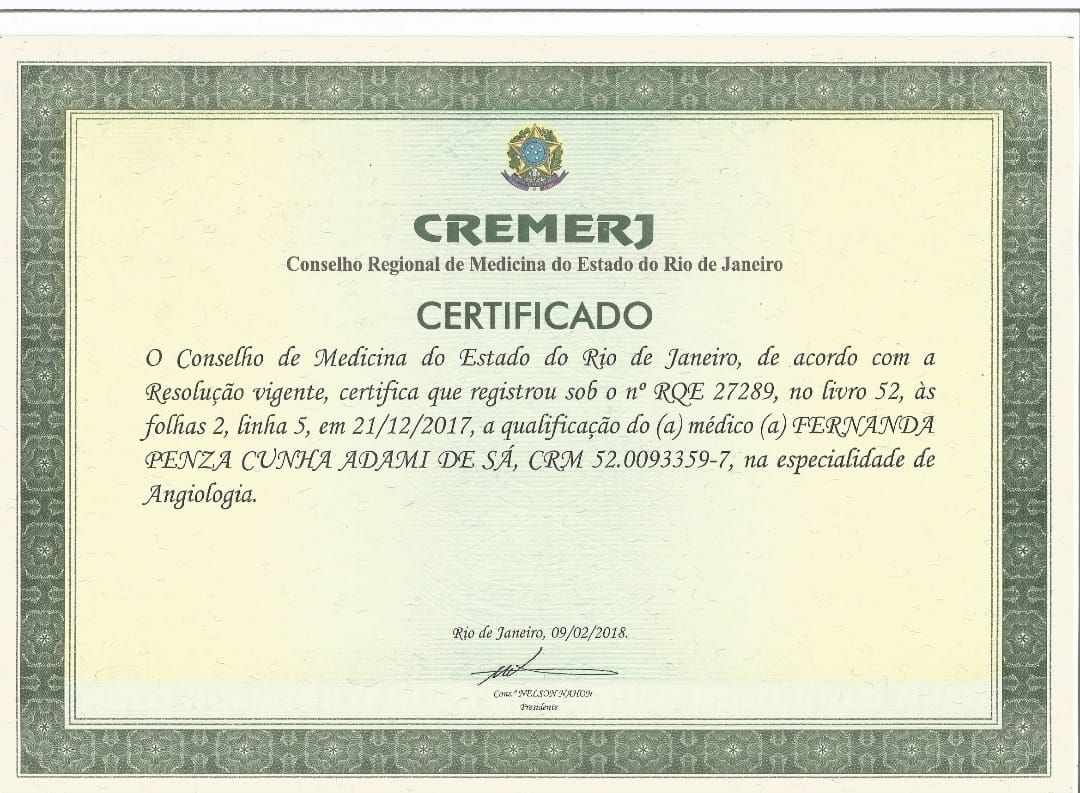 CREMERJ
Conselho Regional de Medicina do Estado do Rio de Janeiro
CERTIFICADO
O Conselho de Medicina do Estado do Rio de Janeiro, de acordo com a
Resolução vigente, certifica que registrou sob o nº RQE 27289, no livro 52, às
folhas 2, linha 5, em 21/12/2017, a qualificação do (a) médico (a) FERNANDA
PENZA CUNHA ADAMI DE SÁ, CRM 52.0093359-7, na especialidade de
Angiologia.
Rio de Janeiro, 09/02/2018.
Cons.º NELSON NAHON
Presidente